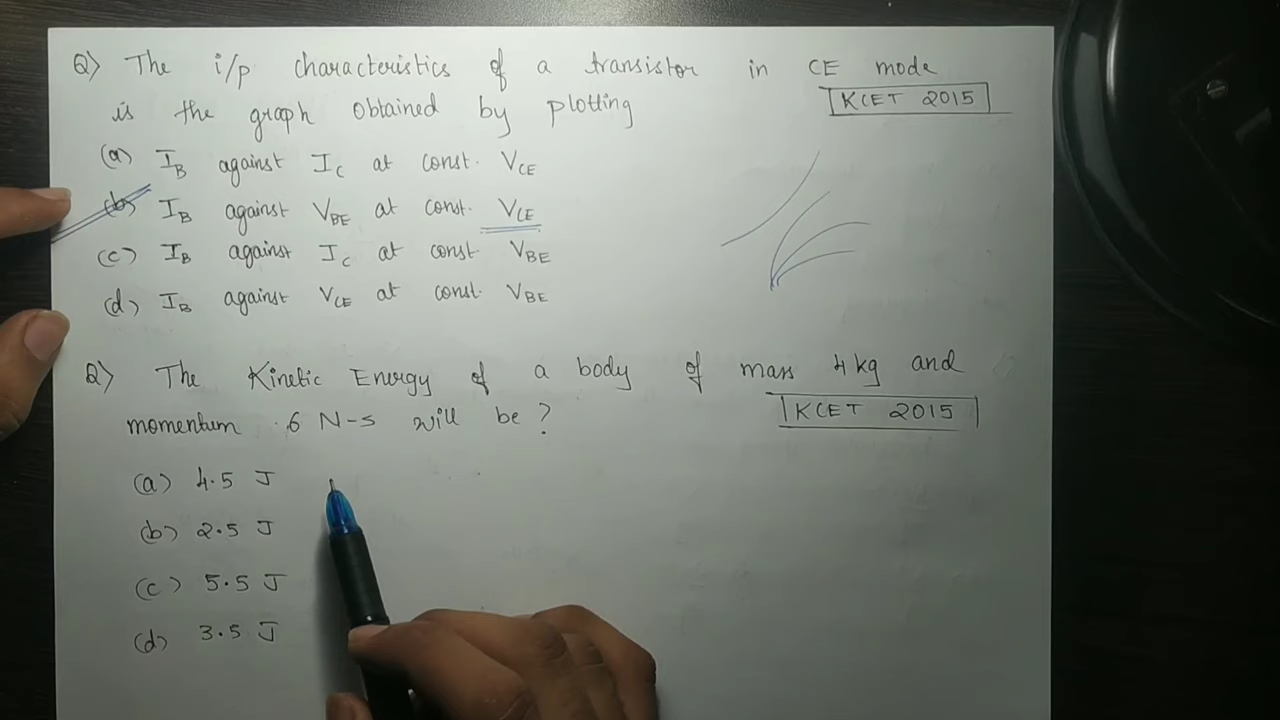 Q) The i/p characteristics of a transistor in CE mode
is the graph obtained by plotting
KCET 2015
(a) IB against IC at const. VCE
(b) IB against VBE at const. VCE
(c) IB against IC at const VBE
(d) IB against VCE at const. VBE
Q) The Kinetic Energy of a body of mass 4 kg and
momentum 6 N-s will be?
KCET 2015
(a) 4.5 J
(b) 2.5 J
(c) 5.5 J
(d) 3.5 J